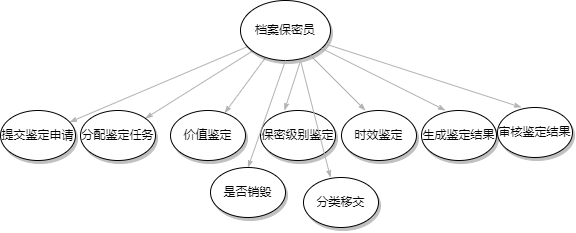 档案保密员
提交鉴定申请
分配鉴定任务
价值鉴定
保密级别鉴定
时效鉴定
生成鉴定结果
审核鉴定结果
是否销毁
分类移交